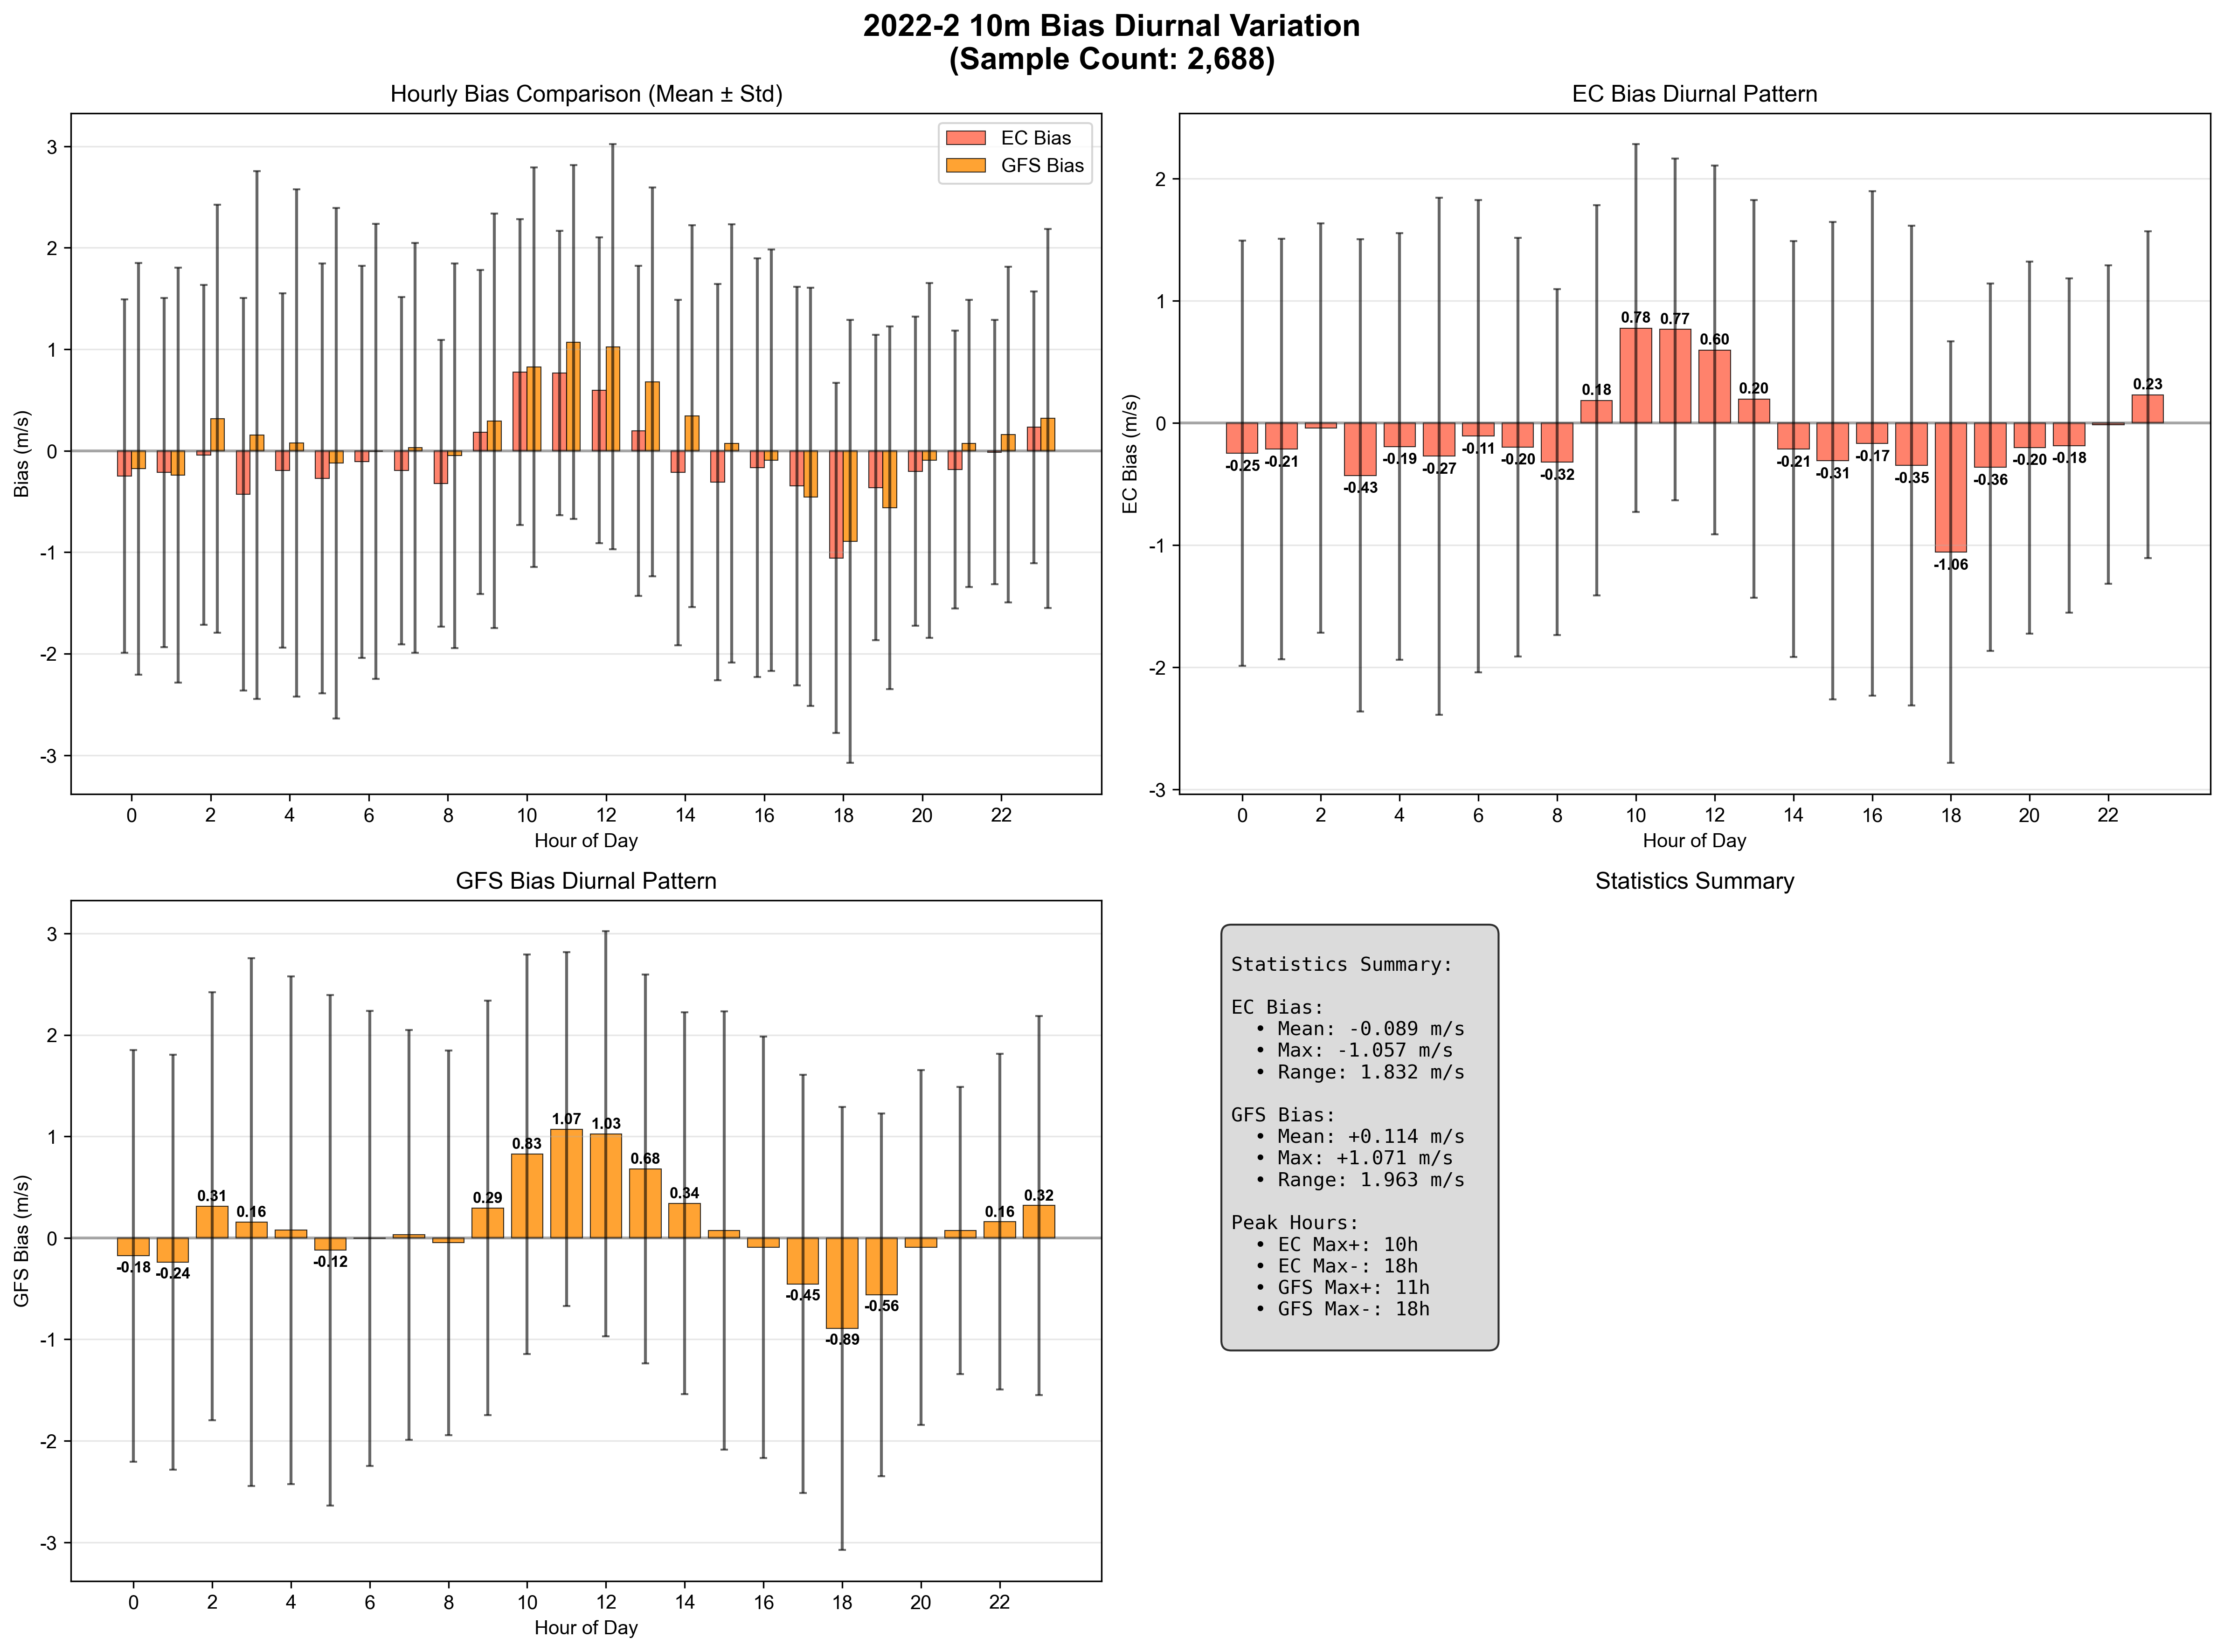 2022-2 10m Bias Diurnal Variation
(Sample Count: 2,688)
Hourly Bias Comparison (Mean ± Std)
EC Bias
GFS Bias
Bias (m/s)
3
2
1
0
-1
-2
-3
0 2 4 6 8 10 12 14 16 18 20 22
Hour of Day
EC Bias Diurnal Pattern
EC Bias (m/s)
2
1
0
-1
-2
-3
-0.25 -0.21 -0.43 -0.19 -0.27 -0.11 -0.20 -0.32 0.18 0.78 0.77 0.60 0.20 -0.21 -0.31 -0.17 -0.35 -1.06 -0.36 -0.20 -0.18 0.23
0 2 4 6 8 10 12 14 16 18 20 22
Hour of Day
GFS Bias Diurnal Pattern
GFS Bias (m/s)
3
2
1
0
-1
-2
-3
-0.18 -0.24 0.31 0.16 -0.12 0.29 0.83 1.07 1.03 0.68 0.34 -0.45 -0.89 -0.56 0.16 0.32
0 2 4 6 8 10 12 14 16 18 20 22
Hour of Day
Statistics Summary
Statistics Summary:
EC Bias:
• Mean: -0.089 m/s
• Max: -1.057 m/s
• Range: 1.832 m/s
GFS Bias:
• Mean: +0.114 m/s
• Max: +1.071 m/s
• Range: 1.963 m/s
Peak Hours:
• EC Max+: 10h
• EC Max-: 18h
• GFS Max+: 11h
• GFS Max-: 18h